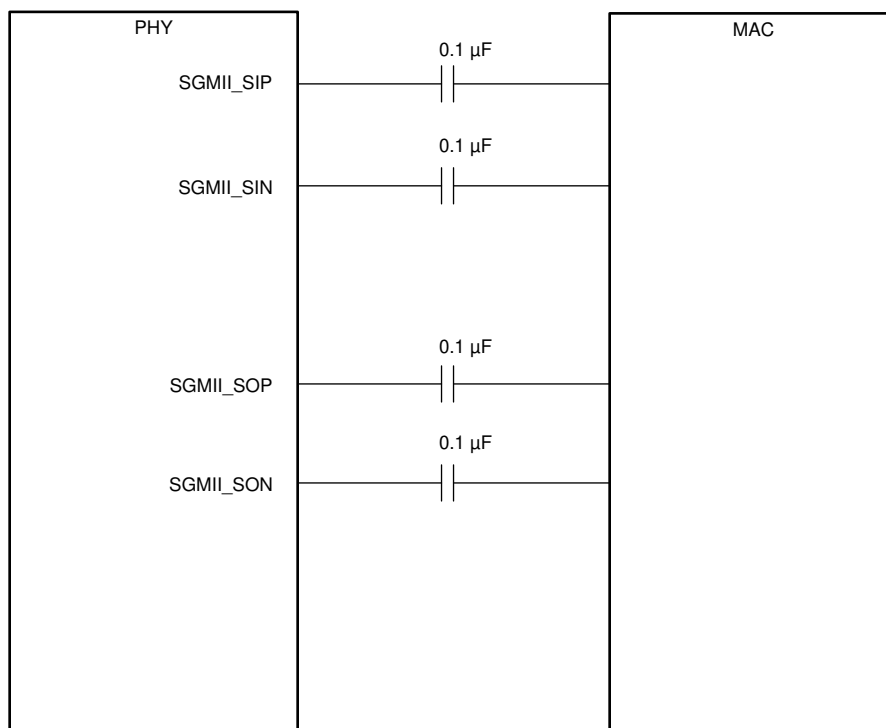 PHY
MAC
0.1 µF
SGMII_SIP
0.1 µF
SGMII_SIN
0.1 µF
SGMII_SOP
0.1 µF
SGMII_SON